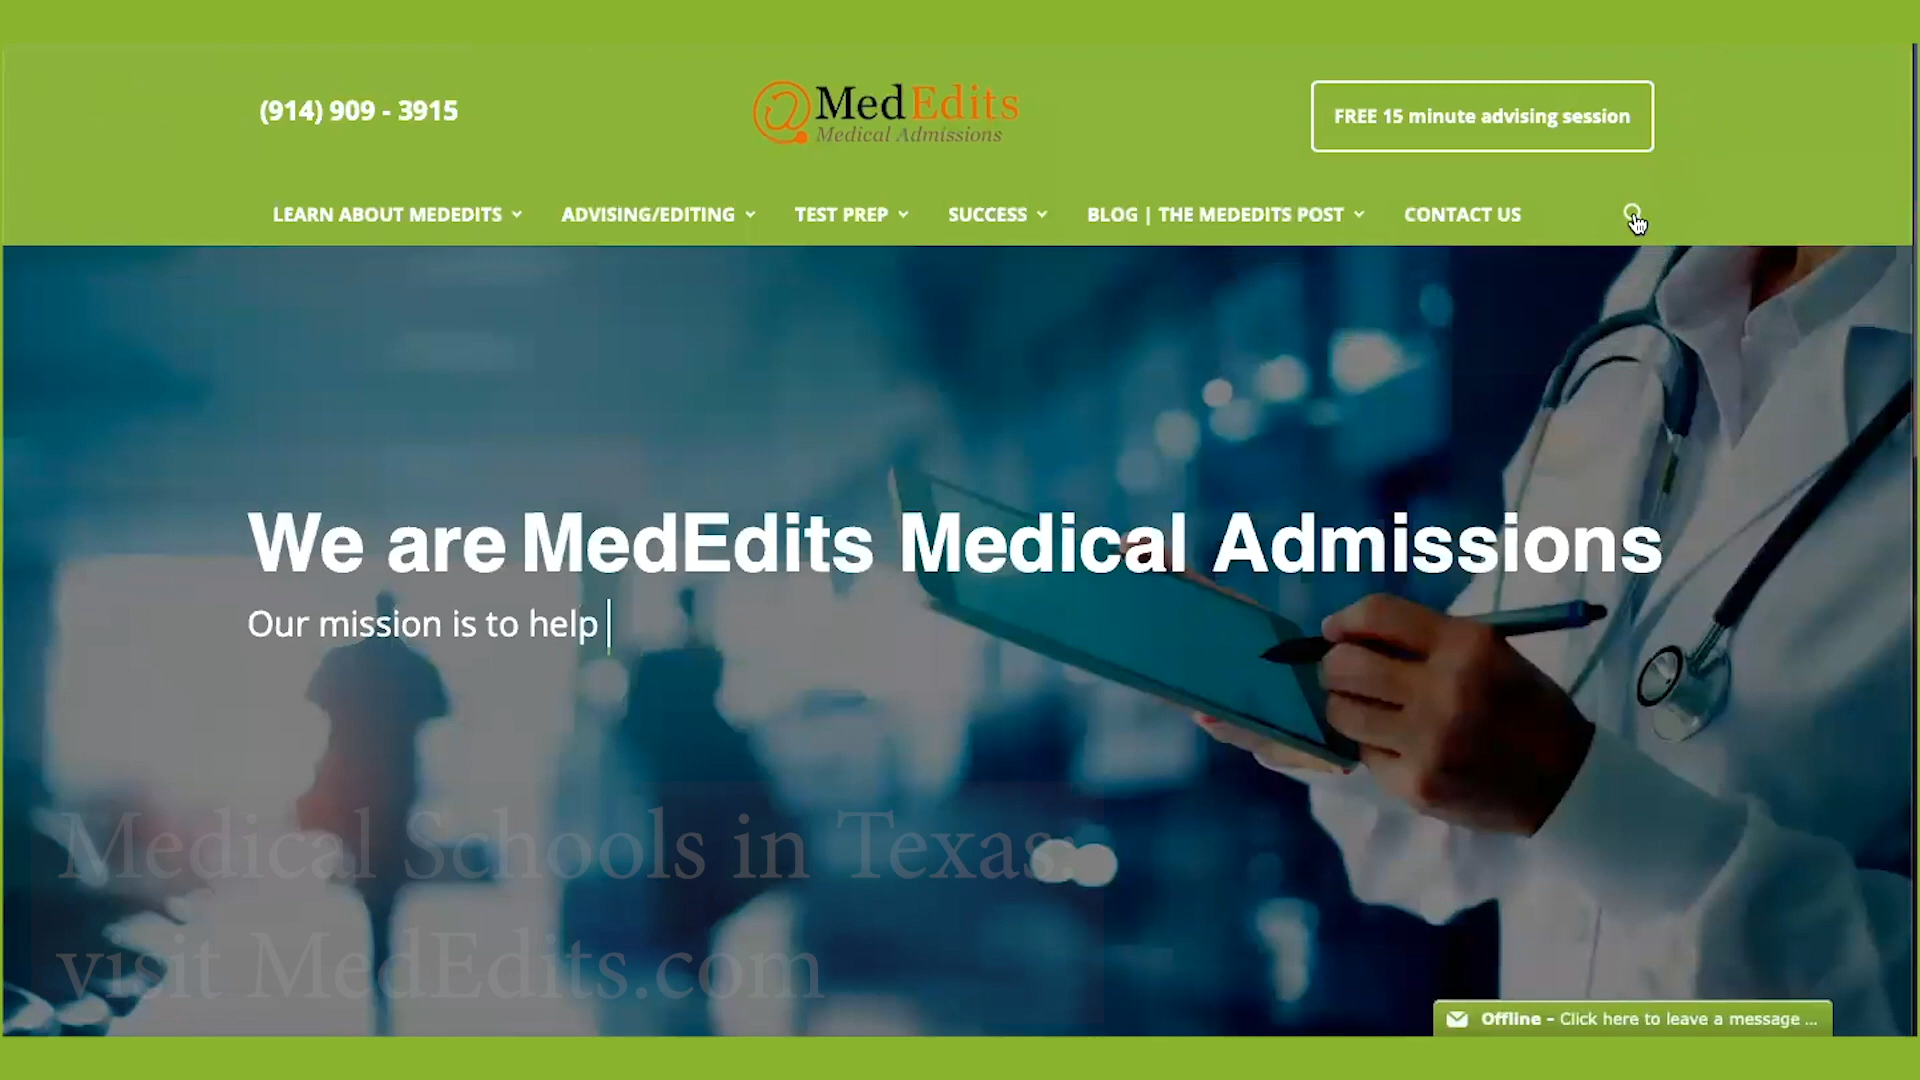 (914) 909 - 3915
MedEdits
Medical Admissions
FREE 15 minute advising session
LEARN ABOUT MEDEDITS
ADVISING/EDITING
TEST PREP
SUCCESS
BLOG | THE MEDEDITS POST
CONTACT US
We are MedEdits Medical Admissions
Our mission is to help
Medical Schools in Texas:
visit MedEdits.com
Offline - Click here to leave a message ...